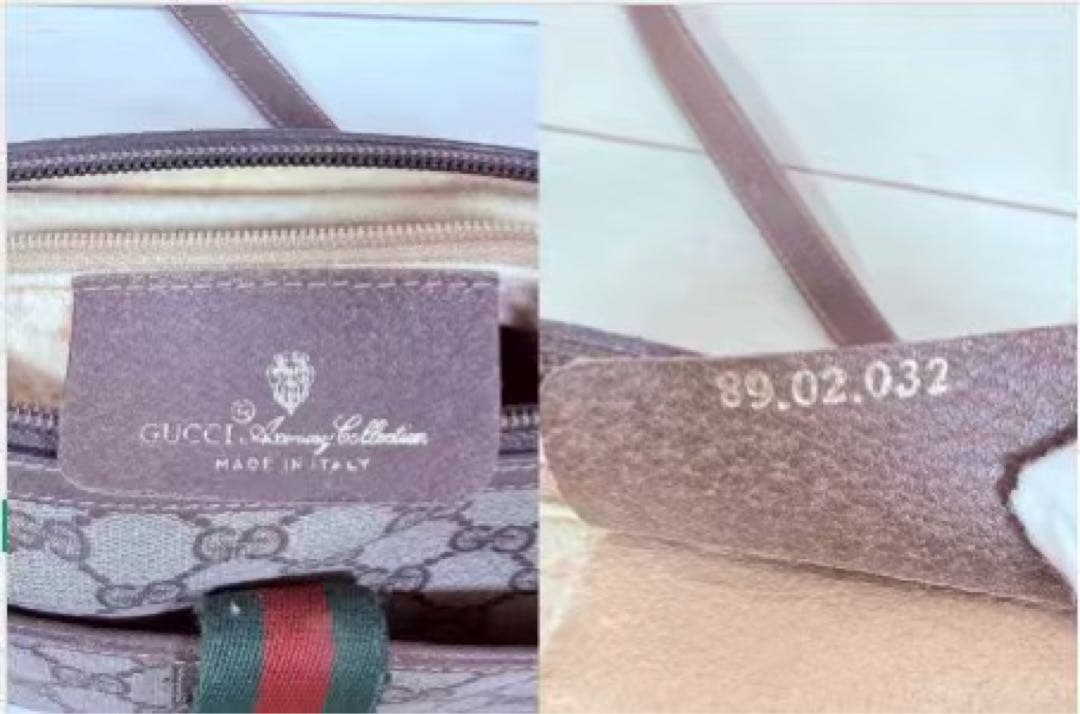 GUCCI Accessory Collection
MADE IN ITALY
89.02.032